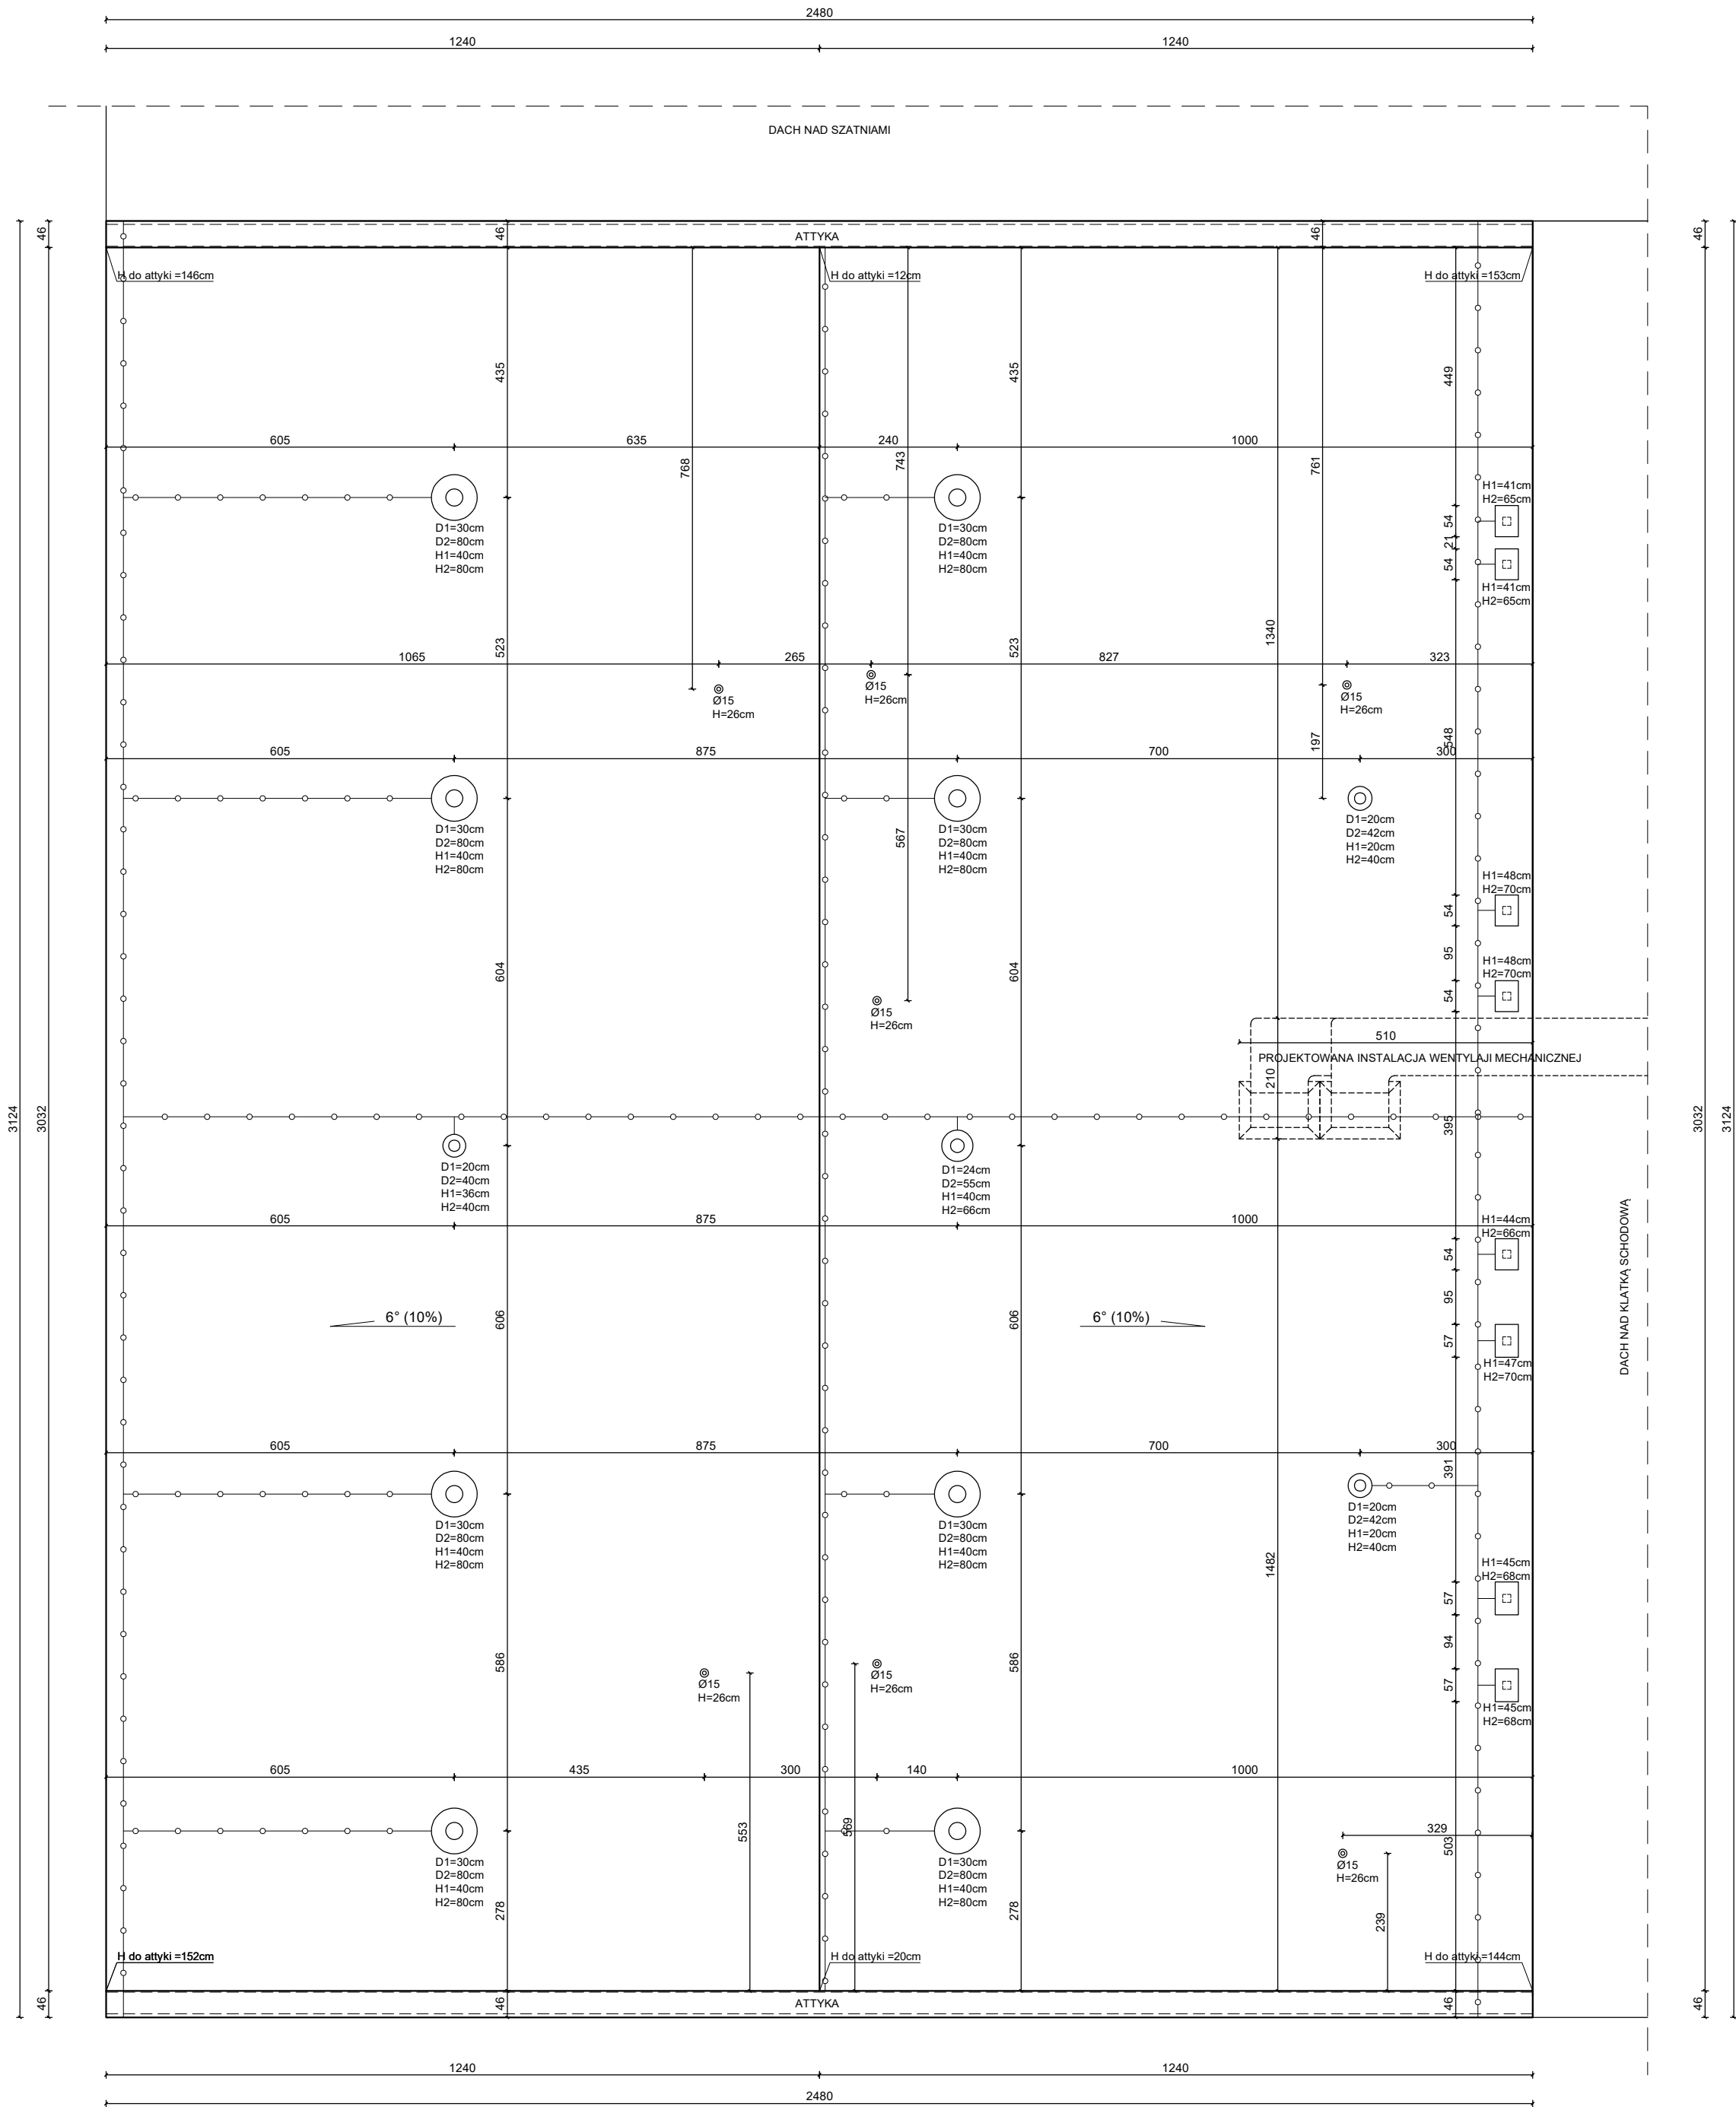 2480
1240
1240
DACH NAD SZATNIAMI
46
46
ATTYKA
46
46
H do attyki =146cm
H do attyki =12cm
H do attyki =153cm
435
435
449
605
635
240
1000
768
743
761
H1=41cm
H2=65cm
54
21
54
D1=30cm
D2=80cm
H1=40cm
H2=80cm
D1=30cm
D2=80cm
H1=40cm
H2=80cm
H1=41cm
H2=65cm
523
523
1340
1065
265
827
323
Ø15
H=26cm
Ø15
H=26cm
Ø15
H=26cm
197
548
605
875
700
300
D1=30cm
D2=80cm
H1=40cm
H2=80cm
D1=30cm
D2=80cm
H1=40cm
H2=80cm
D1=20cm
D2=42cm
H1=20cm
H2=40cm
567
H1=48cm
H2=70cm
54
95
H1=48cm
H2=70cm
54
604
604
Ø15
H=26cm
510
PROJEKTOWANA INSTALACJA WENTYLAJI MECHANICZNEJ
210
395
3124
3032
3032
3124
D1=20cm
D2=40cm
H1=36cm
H2=40cm
D1=24cm
D2=55cm
H1=40cm
H2=66cm
605
875
1000
H1=44cm
H2=66cm
54
95
57
H1=47cm
H2=70cm
DACH NAD KLATKĄ SCHODOWĄ
606
606
6° (10%)
6° (10%)
605
875
700
300
391
D1=30cm
D2=80cm
H1=40cm
H2=80cm
D1=30cm
D2=80cm
H1=40cm
H2=80cm
D1=20cm
D2=42cm
H1=20cm
H2=40cm
1482
H1=45cm
H2=68cm
57
94
57
H1=45cm
H2=68cm
586
586
Ø15
H=26cm
Ø15
H=26cm
605
435
300
140
1000
553
569
329
503
Ø15
H=26cm
239
D1=30cm
D2=80cm
H1=40cm
H2=80cm
D1=30cm
D2=80cm
H1=40cm
H2=80cm
278
278
H do attyki =152cm
H do attyki =20cm
H do attyki =144cm
46
46
ATTYKA
46
46
1240
1240
2480